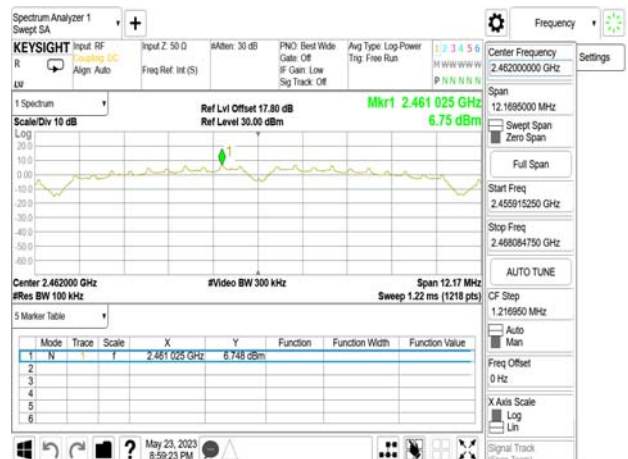 Spectrum Analyzer 1
Swept SA
+
Frequency
KEYSIGHT
R
Input: RF
Coupling: DC
Align: Auto
Input Z: 50 Ω
Freq Ref: Int (S)
#Atten: 30 dB
PNO: Best Wide
Gate: Off
IF Gain: Low
Sig Track: Off
Avg Type: Log-Power
Trig: Free Run
1 2 3 4 5 6
M W W W W W
P N N N N N
Center Frequency
2.462000000 GHz
Settings
Span
12.1695000 MHz
Swept Span
Zero Span
Full Span
Start Freq
2.455915250 GHz
Stop Freq
2.468084750 GHz
AUTO TUNE
CF Step
1.216950 MHz
Auto
Man
Freq Offset
0 Hz
X Axis Scale
Log
Lin
Signal Track
1 Spectrum
Scale/Div 10 dB
Ref Lvl Offset 17.80 dB
Ref Level 30.00 dBm
Mkr1 2.461 025 GHz
6.75 dBm
Log
20.0
10.0
0.00
-10.0
-20.0
-30.0
-40.0
-50.0
-60.0
1
Center 2.462000 GHz
#Video BW 300 kHz
Span 12.17 MHz
#Res BW 100 kHz
Sweep 1.22 ms (1218 pts)
5 Marker Table
Mode Trace Scale X Y Function Function Width Function Value
1 N 1 f 2.461 025 GHz 6.748 dBm
2
3
4
5
6
?
May 23, 2023
8:59:23 PM